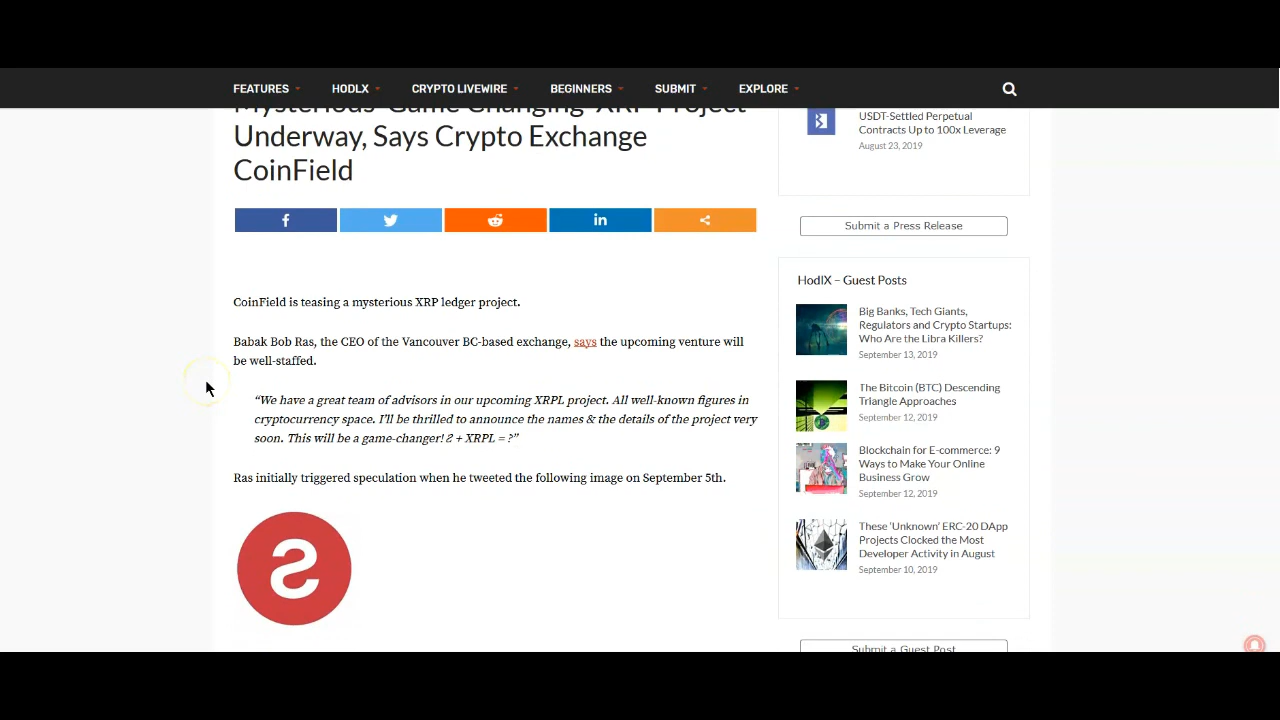 FEATURES HODLX CRYPTO LIVEWIRE BEGINNERS SUBMIT EXPLORE
Mysterious 'Game Changing' XRP Project
Underway, Says Crypto Exchange
CoinField
CoinField is teasing a mysterious XRP ledger project.
Babak Bob Ras, the CEO of the Vancouver BC-based exchange, says the upcoming venture will
be well-staffed.
“We have a great team of advisors in our upcoming XRPL project. All well-known figures in
cryptocurrency space. I’ll be thrilled to announce the names & the details of the project very
soon. This will be a game-changer! Ƨ + XRPL = ?”
Ras initially triggered speculation when he tweeted the following image on September 5th.
Ƨ
USDT-Settled Perpetual
Contracts Up to 100x Leverage
August 23, 2019
Submit a Press Release
HodlX – Guest Posts
Big Banks, Tech Giants,
Regulators and Crypto Startups:
Who Are the Libra Killers?
September 13, 2019
The Bitcoin (BTC) Descending
Triangle Approaches
September 12, 2019
Blockchain for E-commerce: 9
Ways to Make Your Online
Business Grow
September 12, 2019
These ‘Unknown’ ERC-20 DApp
Projects Clocked the Most
Developer Activity in August
September 10, 2019
Submit a Guest Post